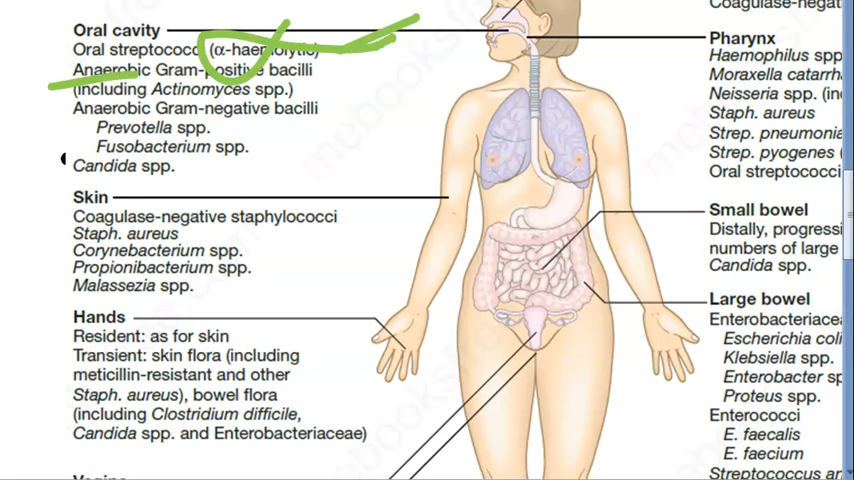 Oral cavity
Oral streptococci (α-haemolytic)
Anaerobic Gram-positive bacilli
(including Actinomyces spp.)
Anaerobic Gram-negative bacilli
Prevotella spp.
Fusobacterium spp.
Candida spp.
Skin
Coagulase-negative staphylococci
Staph. aureus
Corynebacterium spp.
Propionibacterium spp.
Malassezia spp.
Hands
Resident: as for skin
Transient: skin flora (including
meticillin-resistant and other
Staph. aureus), bowel flora
(including Clostridium difficile,
Candida spp. and Enterobacteriaceae)
Coagulase-negat
Pharynx
Haemophilus spp
Moraxella catarrh
Neisseria spp. (in
Staph. aureus
Strep. pneumonia
Strep. pyogenes (
Oral streptococci
Small bowel
Distally, progressi
numbers of large
Candida spp.
Large bowel
Enterobacteriacea
Escherichia coli
Klebsiella spp.
Enterobacter sp
Proteus spp.
Enterococci
E. faecalis
E. faecium
Streptococcus an